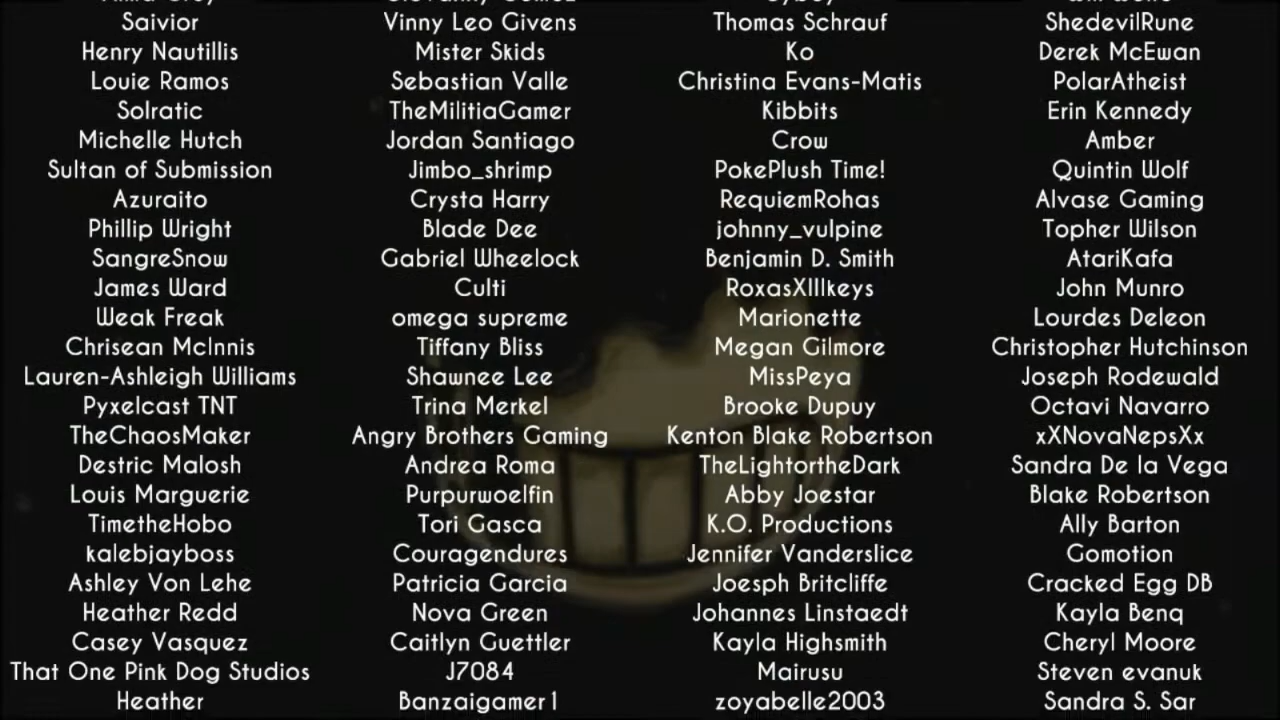 Saivior
Vinny Leo Givens
Thomas Schrauf
ShedevilRune
Henry Nautillis
Mister Skids
Ko
Derek McEwan
Louie Ramos
Sebastian Valle
Christina Evans-Matis
PolarAtheist
Solratic
TheMilitiaGamer
Kibbits
Erin Kennedy
Michelle Hutch
Jordan Santiago
Crow
Amber
Sultan of Submission
Jimbo_shrimp
PokePlush Time!
Quintin Wolf
Azuraito
Crysta Harry
RequiemRohas
Alvase Gaming
Phillip Wright
Blade Dee
johnny_vulpine
Topher Wilson
SangreSnow
Gabriel Wheelock
Benjamin D. Smith
AtariKafa
James Ward
Culti
RoxasXIIIkeys
John Munro
Weak Freak
omega supreme
Marionette
Lourdes Deleon
Chrisean McInnis
Tiffany Bliss
Megan Gilmore
Christopher Hutchinson
Lauren-Ashleigh Williams
Shawnee Lee
MissPeya
Joseph Rodewald
Pyxelcast TNT
Trina Merkel
Brooke Dupuy
Octavi Navarro
TheChaosMaker
Angry Brothers Gaming
Kenton Blake Robertson
xXNovaNepsXx
Destric Malosh
Andrea Roma
TheLightortheDark
Sandra De la Vega
Louis Marguerie
Purpurwoelfin
Abby Joestar
Blake Robertson
TimetheHobo
Tori Gasca
K.O. Productions
Ally Barton
kalebjayboss
Couragendures
Jennifer Vanderslice
Gomotion
Ashley Von Lehe
Patricia Garcia
Joesph Britcliffe
Cracked Egg DB
Heather Redd
Nova Green
Johannes Linstaedt
Kayla Benq
Casey Vasquez
Caitlyn Guettler
Kayla Highsmith
Cheryl Moore
That One Pink Dog Studios
J7084
Mairusu
Steven evanuk
Heather
Banzaigamer1
zoyabelle2003
Sandra S. Sar